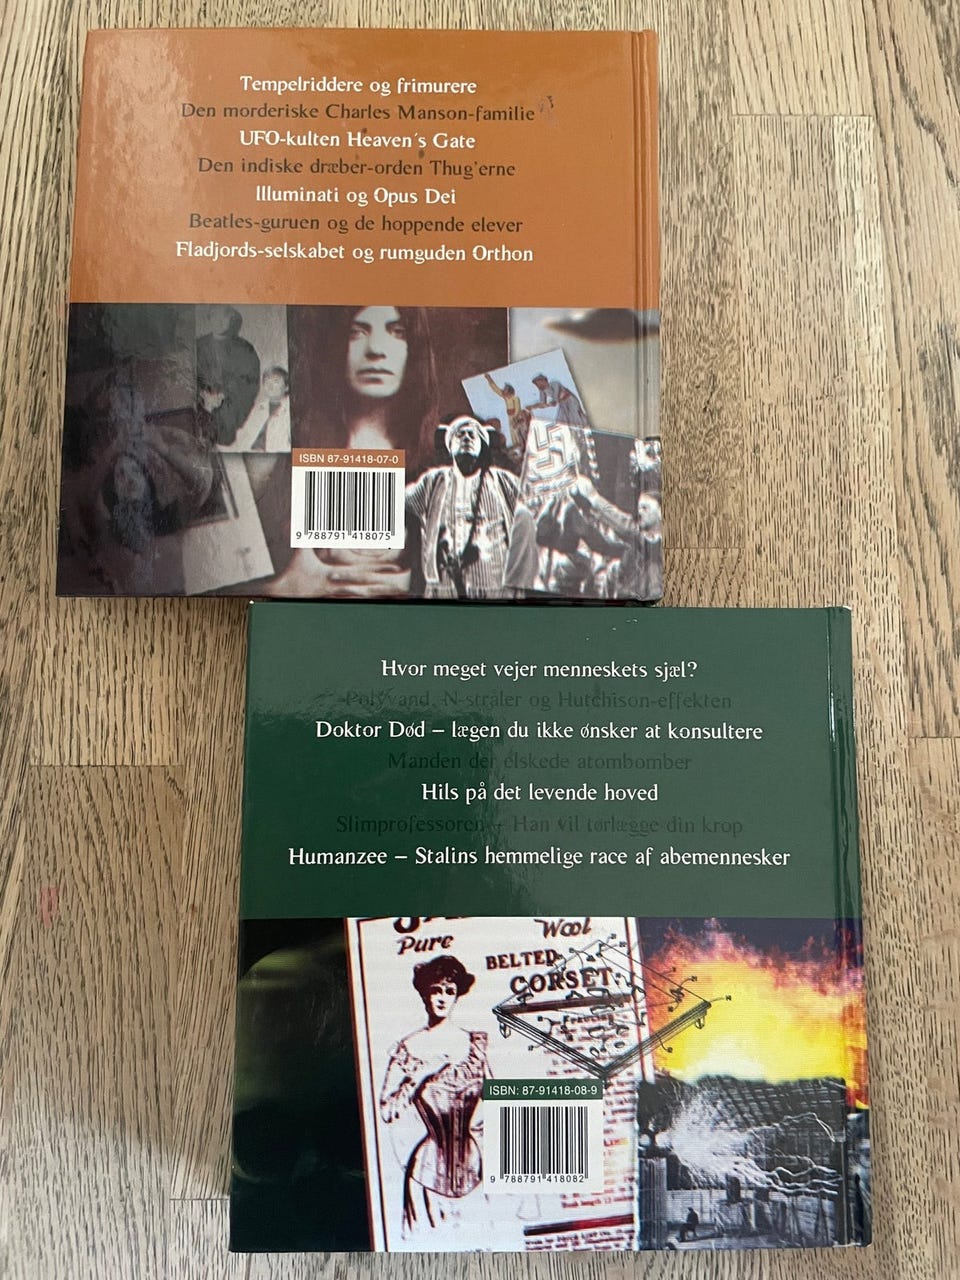 Tempelriddere og frimurere
Den morderiske Charles Manson-familie
UFO-kulten Heaven´s Gate
Den indiske dræber-orden Thug'erne
Illuminati og Opus Dei
Beatles-guruen og de hoppende elever
Fladjords-selskabet og rumguden Orthon
ISBN 87-91418-07-0
9 788791 418075
Hvor meget vejer menneskets sjæl?
Polyvand, N-stråler og Hutchison-effekten
Doktor Død – lægen du ikke ønsker at konsultere
Manden der elskede atombomber
Hils på det levende hoved
Slimprofessoren – Han vil tørlægge din krop
Humanzee – Stalins hemmelige race af abemennesker
Pure
Wool
BELTED
CORSET
ISBN: 87-91418-08-9
9 788791 418082